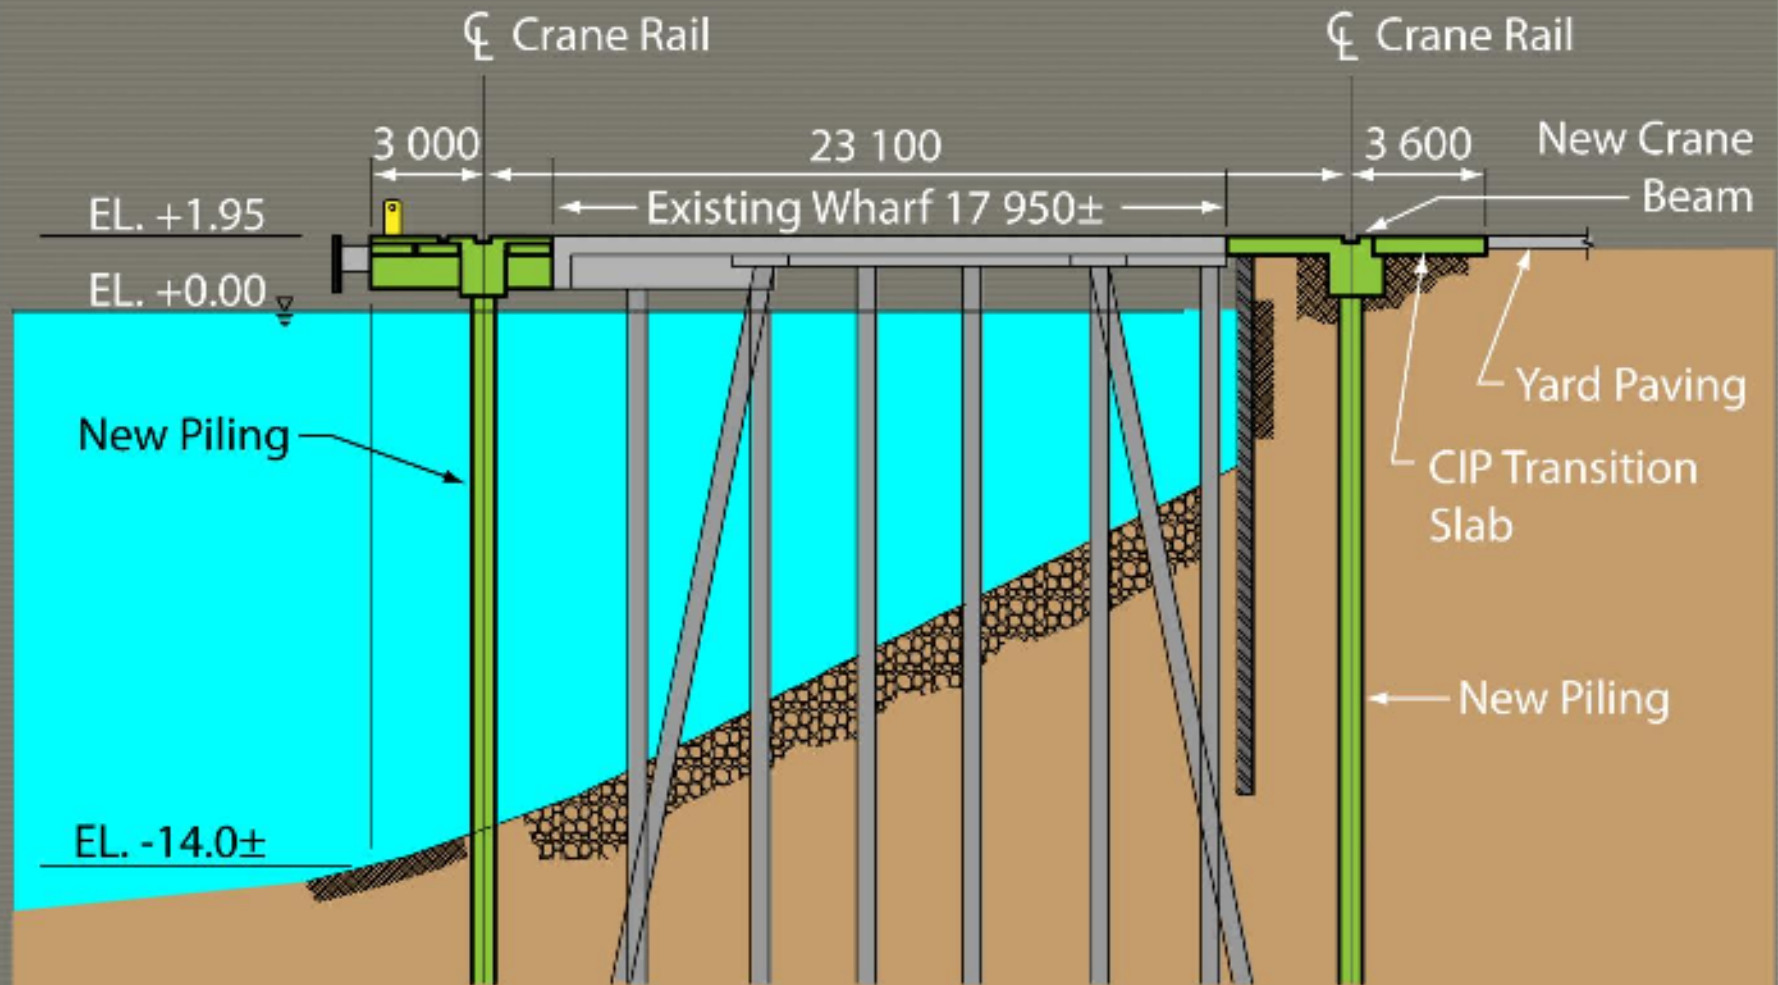 ℄ Crane Rail
℄ Crane Rail
3 000
23 100
3 600
New Crane
Beam
EL. +1.95
Existing Wharf 17 950±
EL. +0.00
Yard Paving
New Piling
CIP Transition
Slab
New Piling
EL. -14.0±